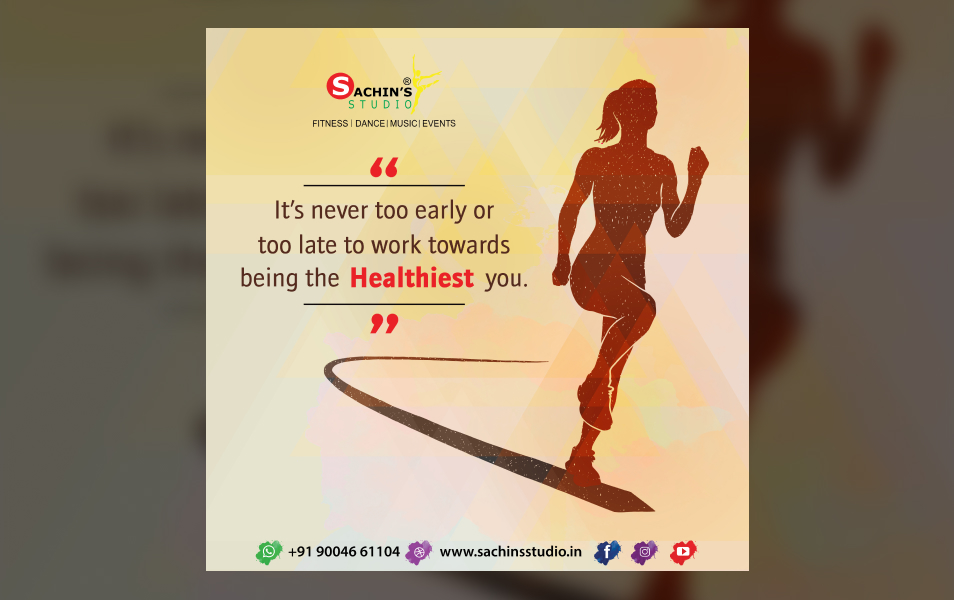 SACHIN'S®
STUDIO
FITNESS | DANCE | MUSIC | EVENTS
“
It’s never too early or
too late to work towards
being the Healthiest you.
”
+91 90046 61104 www.sachinsstudio.in f